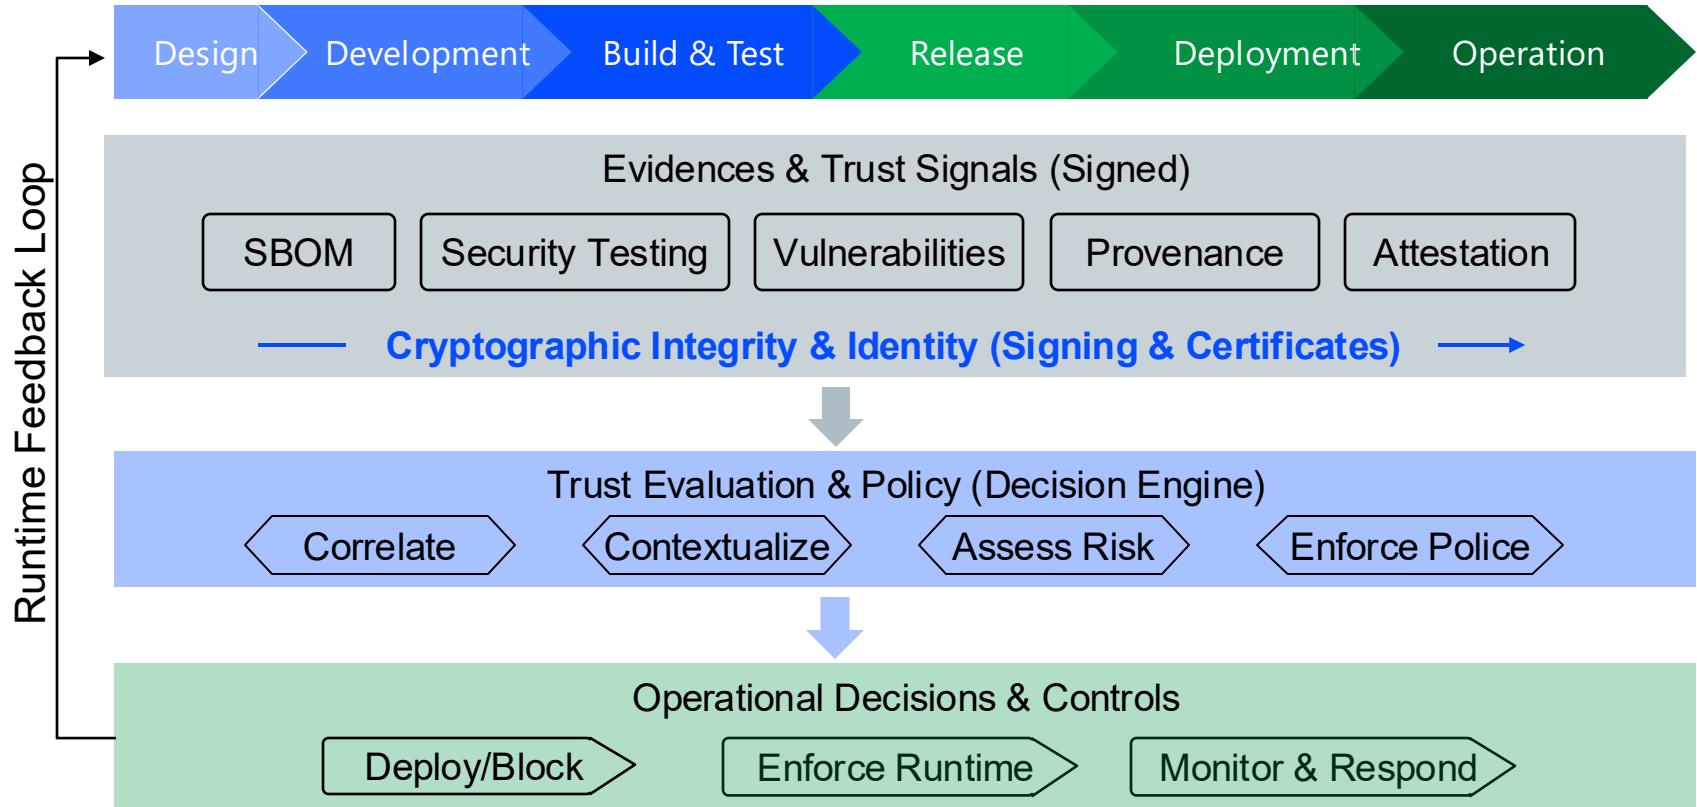 Design
Development
Build & Test
Release
Deployment
Operation
Evidences & Trust Signals (Signed)
SBOM
Security Testing
Vulnerabilities
Provenance
Attestation
Cryptographic Integrity & Identity (Signing & Certificates)
Trust Evaluation & Policy (Decision Engine)
Correlate
Contextualize
Assess Risk
Enforce Police
Operational Decisions & Controls
Deploy/Block
Enforce Runtime
Monitor & Respond
Runtime Feedback Loop